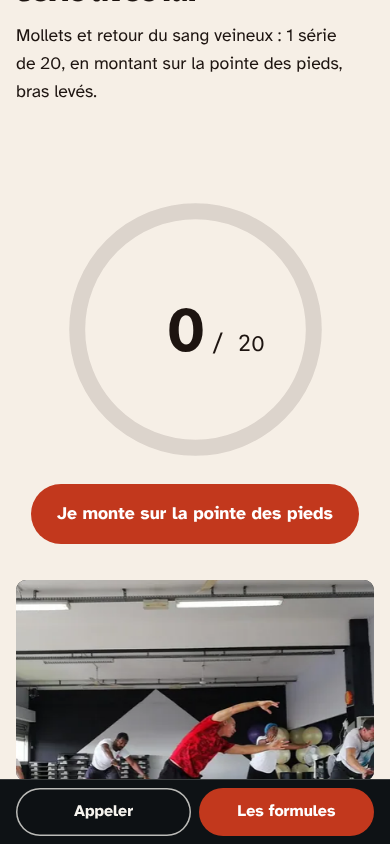 Mollets et retour du sang veineux : 1 série
de 20, en montant sur la pointe des pieds,
bras levés.
0 / 20
Je monte sur la pointe des pieds
Appeler
Les formules